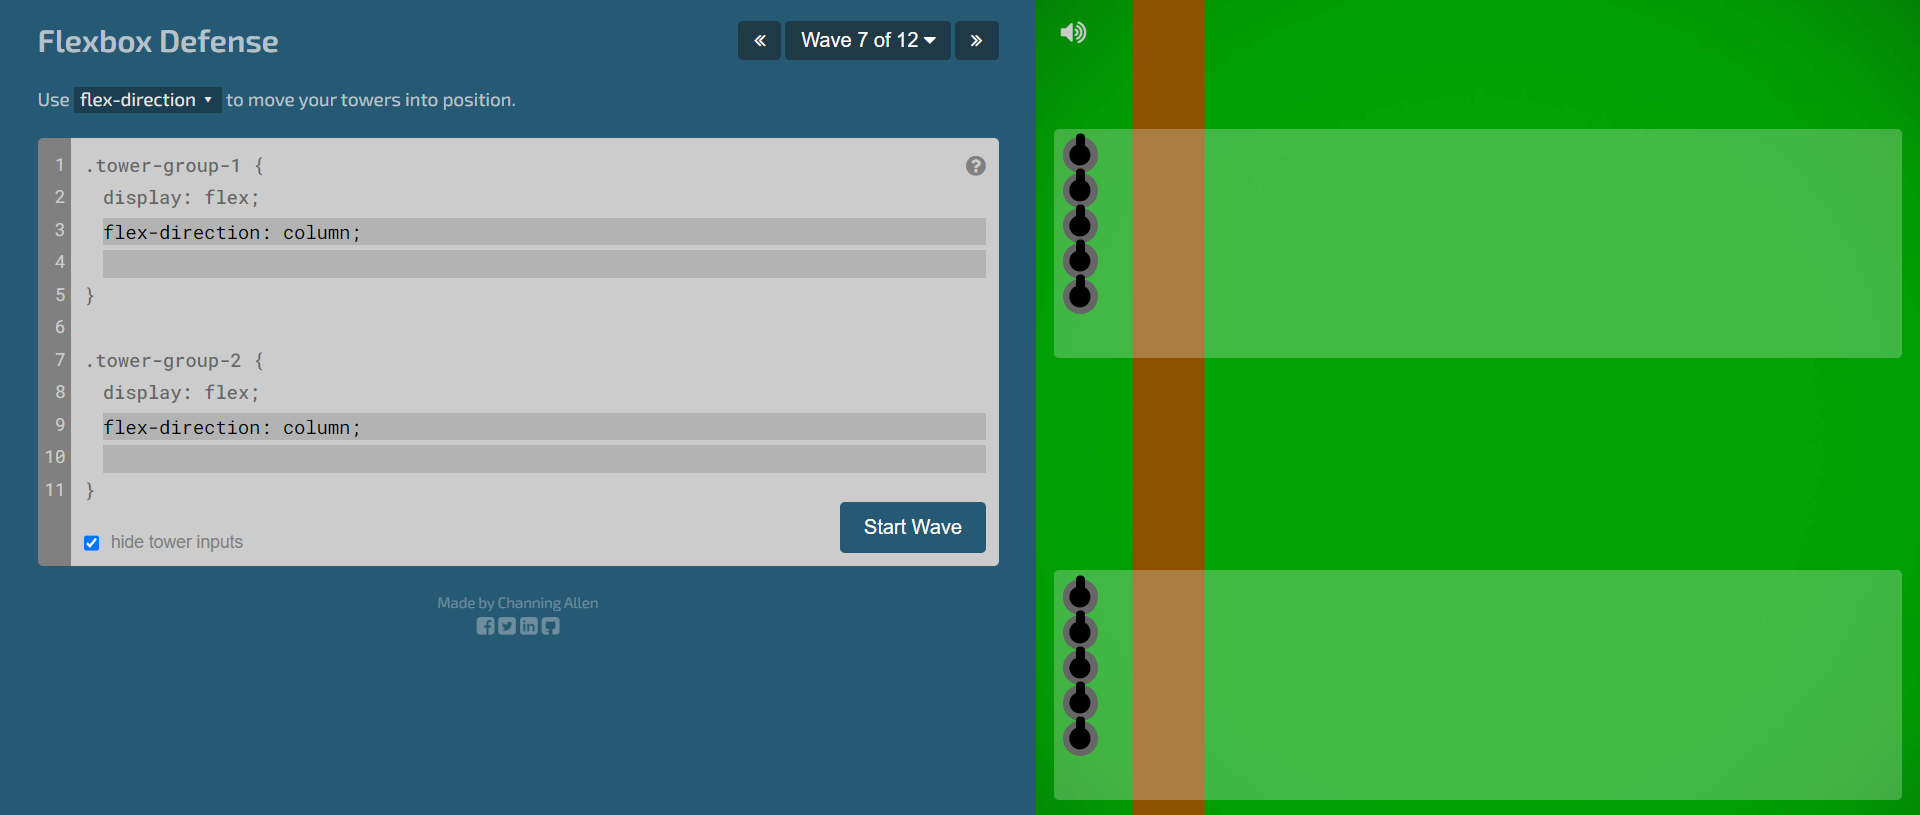 Flexbox Defense
« Wave 7 of 12 »
Use flex-direction to move your towers into position.
1 .tower-group-1 {
2 display: flex;
3 flex-direction: column;
4
5 }
6
7 .tower-group-2 {
8 display: flex;
9 flex-direction: column;
10
11 }
Start Wave
hide tower inputs
Made by Channing Allen